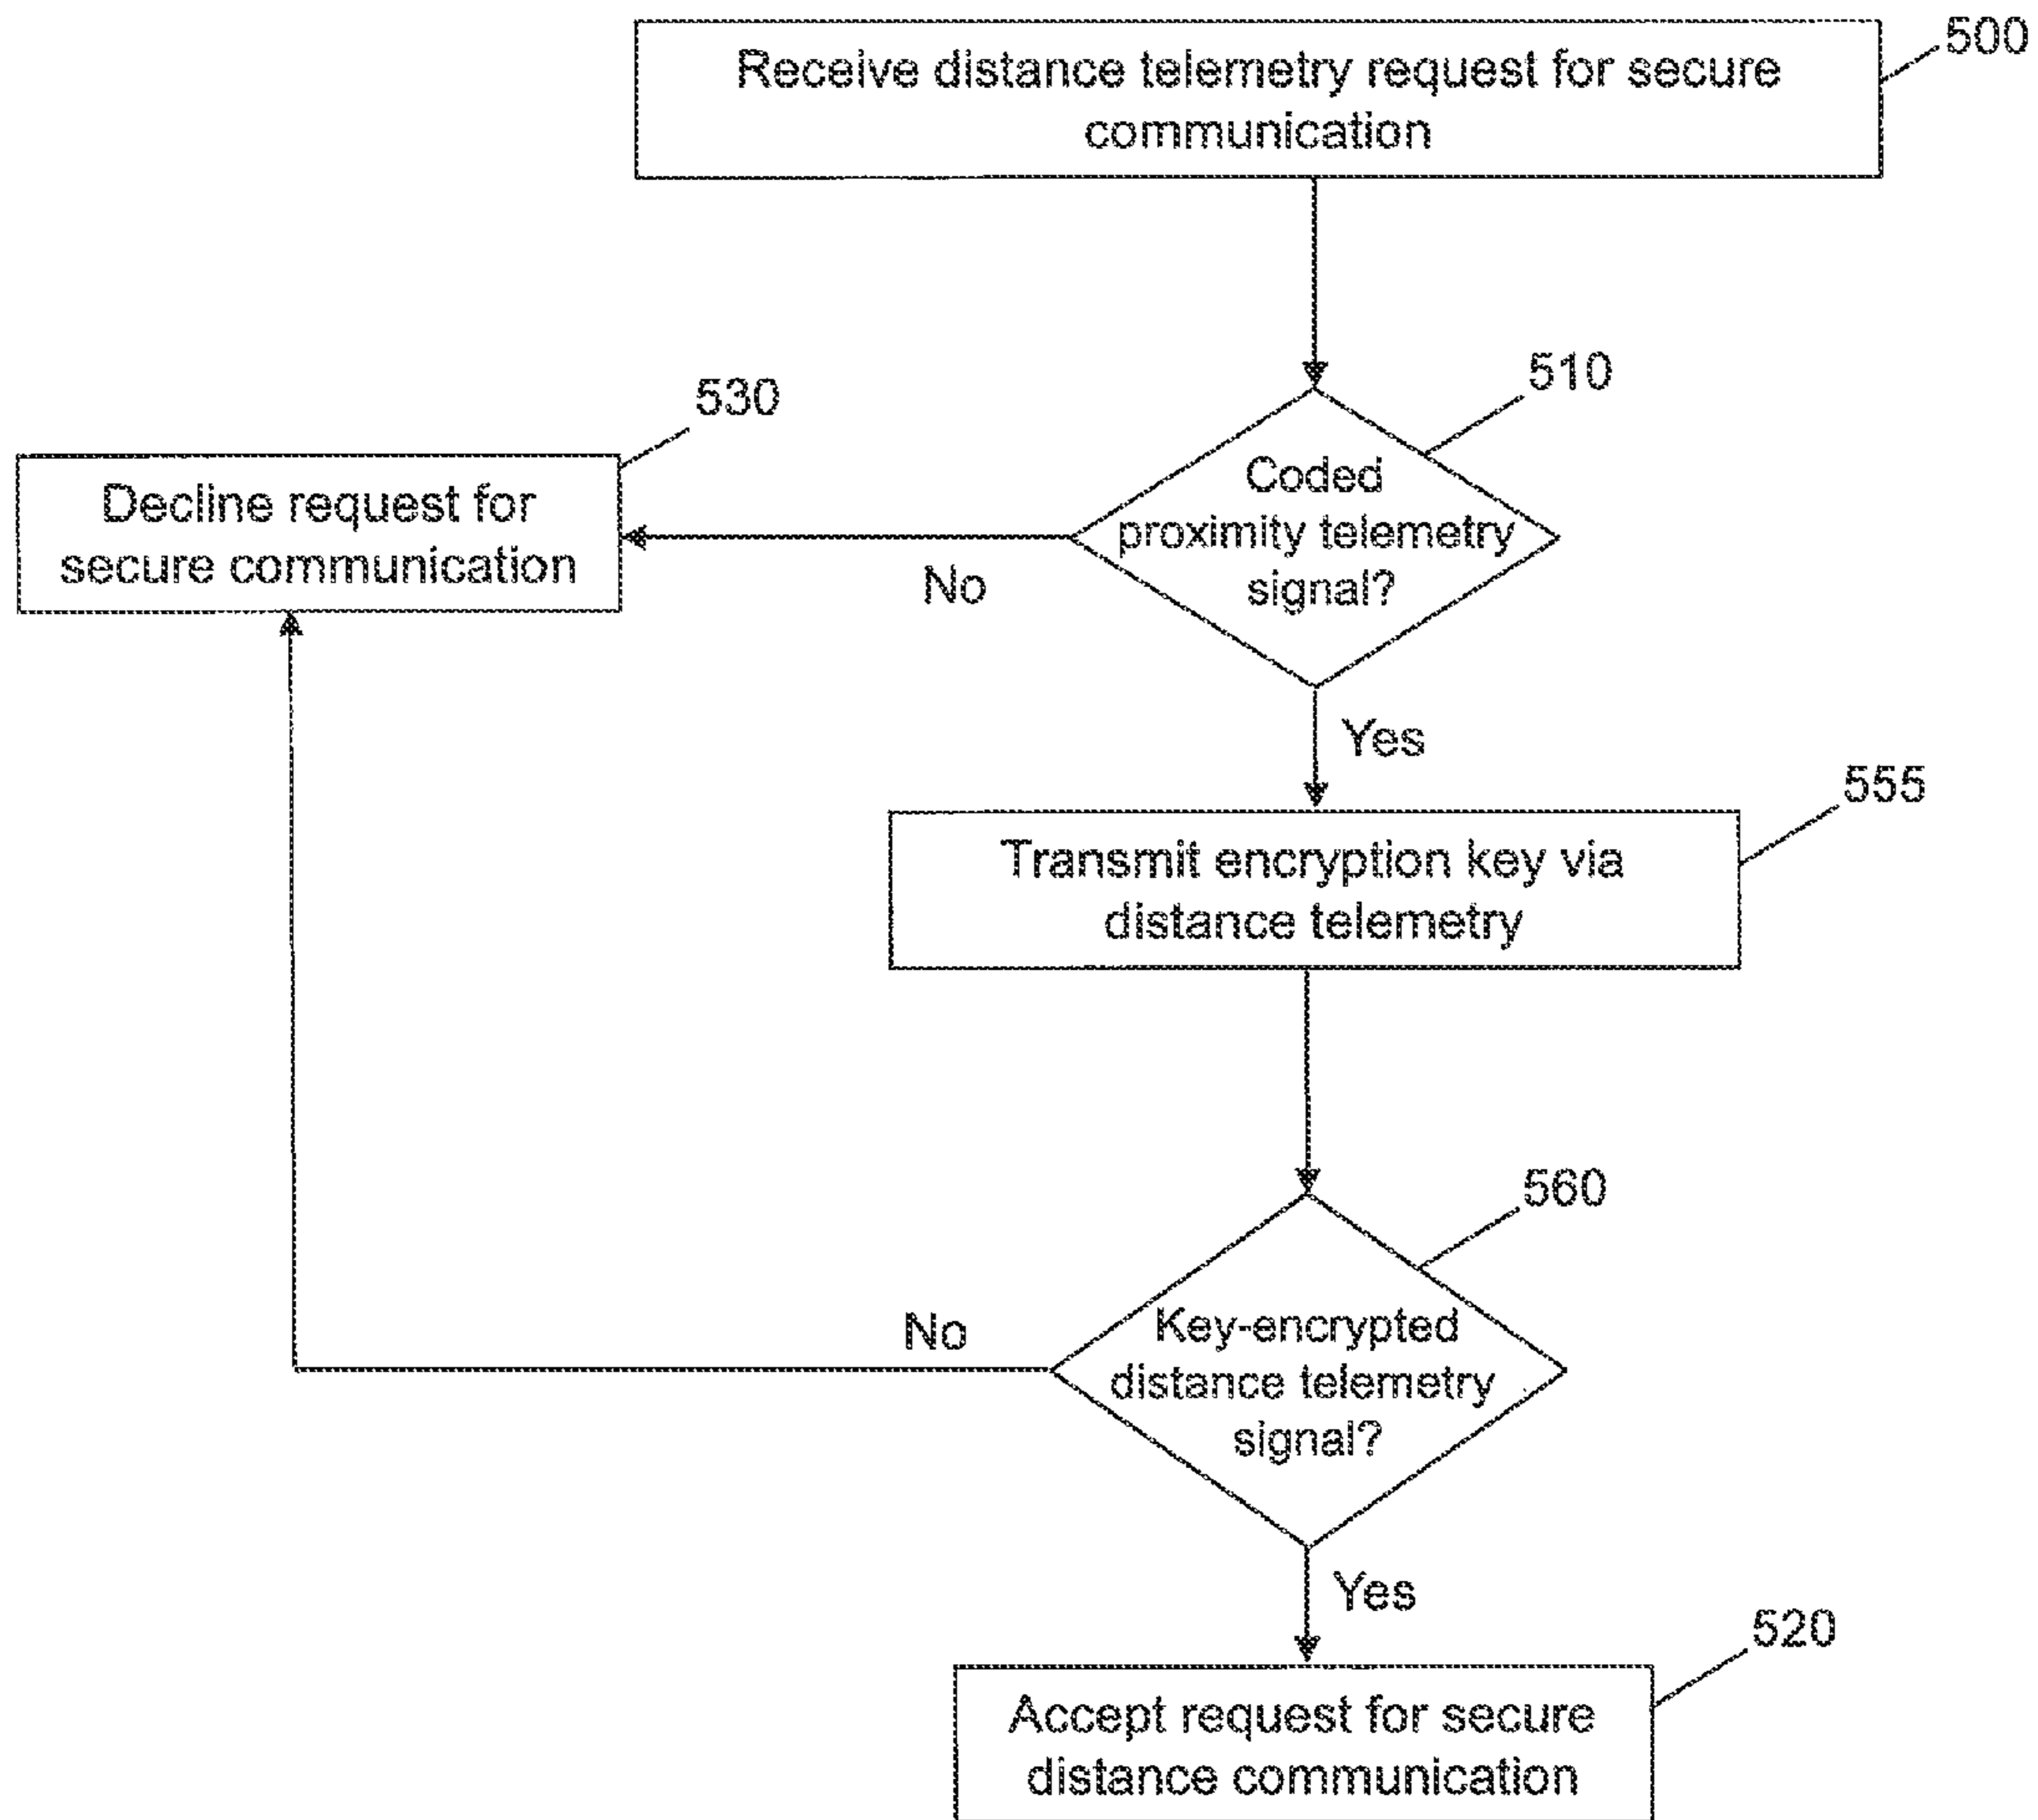 500
Receive distance telemetry request for secure
communication
510
Coded
proximity telemetry
signal?
530
Decline request for
secure communication
No
Yes
555
Transmit encryption key via
distance telemetry
560
Key-encrypted
distance telemetry
signal?
No
Yes
520
Accept request for secure
distance communication